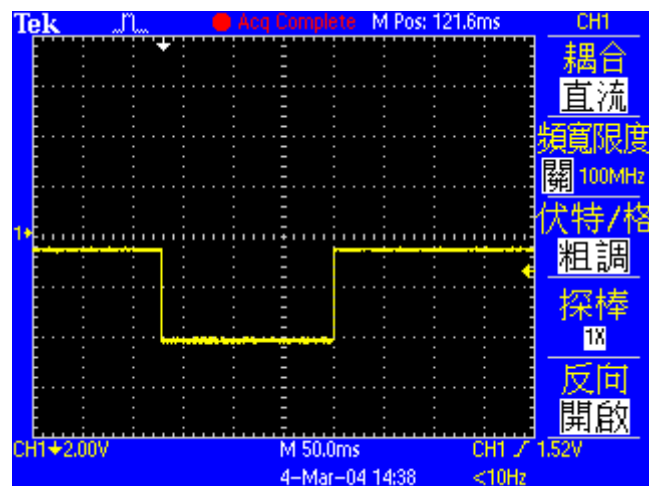 Tek Acq Complete M Pos: 121.6ms CH1
耦合
直流
頻寬限度
關 100MHz
伏特/格
粗調
探棒
1X
反向
開啟
1
CH1 2.00V M 50.0ms CH1 1.52V
4-Mar-04 14:38 <10Hz